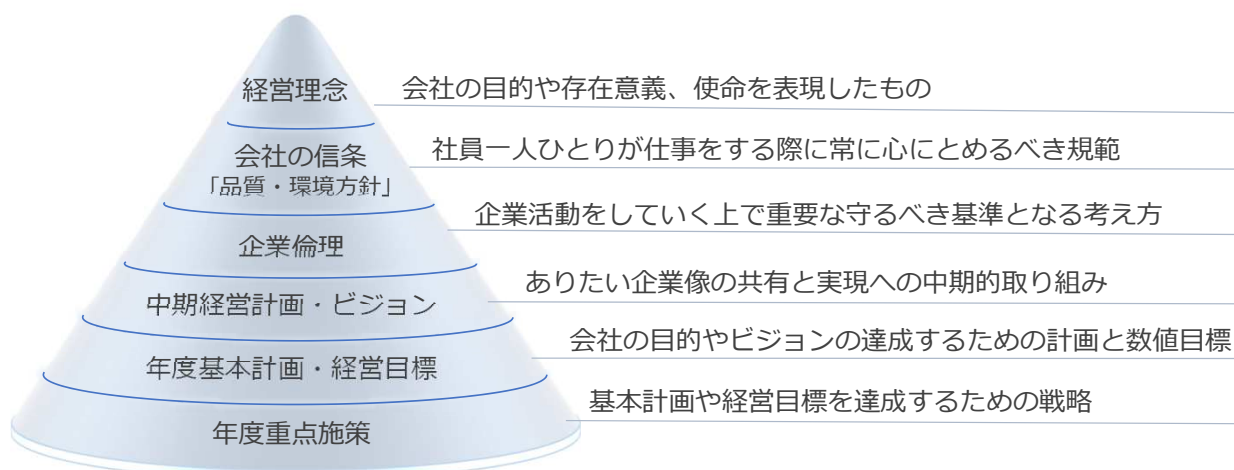 経営理念
会社の目的や存在意義、使命を表現したもの
会社の信条
「品質・環境方針」
社員一人ひとりが仕事をする際に常に心にとめるべき規範
企業倫理
企業活動をしていく上で重要な守るべき基準となる考え方
中期経営計画・ビジョン
ありたい企業像の共有と実現への中期的取り組み
年度基本計画・経営目標
会社の目的やビジョンの達成するための計画と数値目標
年度重点施策
基本計画や経営目標を達成するための戦略